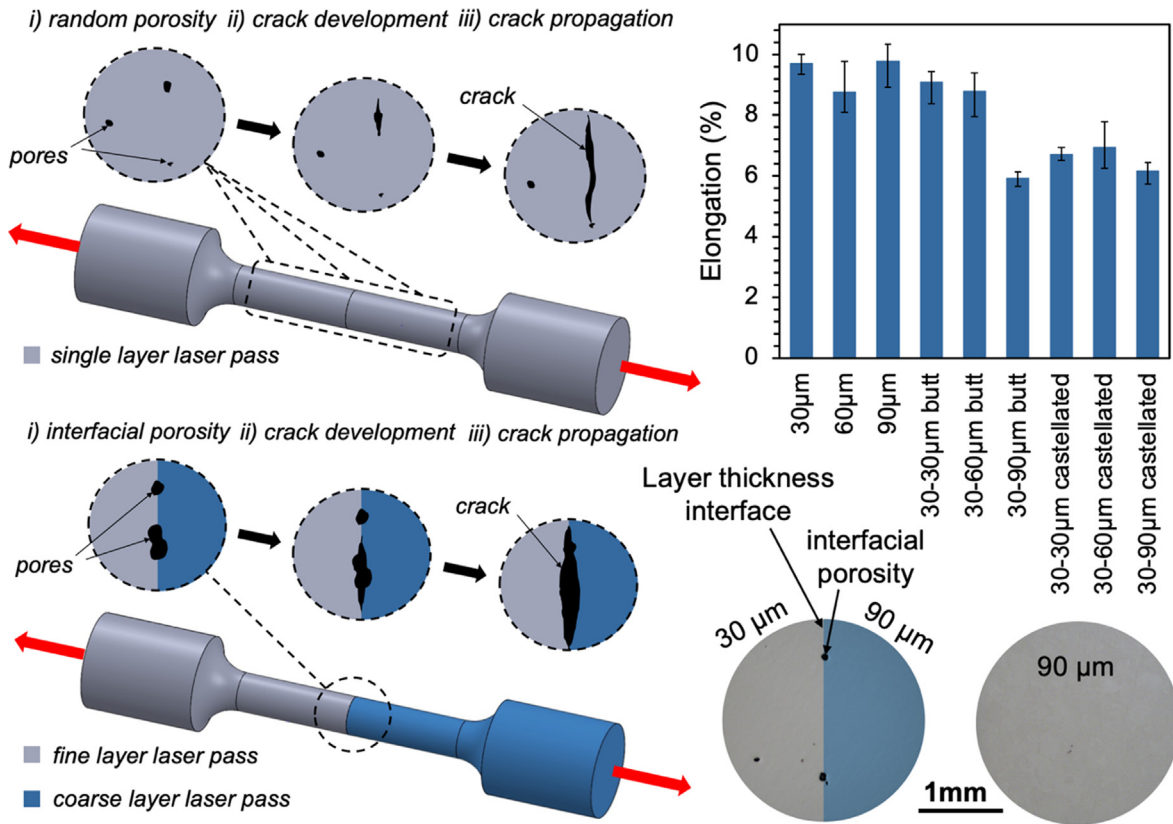 i) random porosity ii) crack development iii) crack propagation
crack
pores
single layer laser pass
i) interfacial porosity ii) crack development iii) crack propagation
crack
pores
fine layer laser pass
coarse layer laser pass
Elongation (%)
10
8
6
4
2
0
30µm
60µm
90µm
30-30µm butt
30-60µm butt
30-90µm butt
30-30µm castellated
30-60µm castellated
30-90µm castellated
Layer thickness
interface
interfacial
porosity
30 µm
90 µm
90 µm
1mm